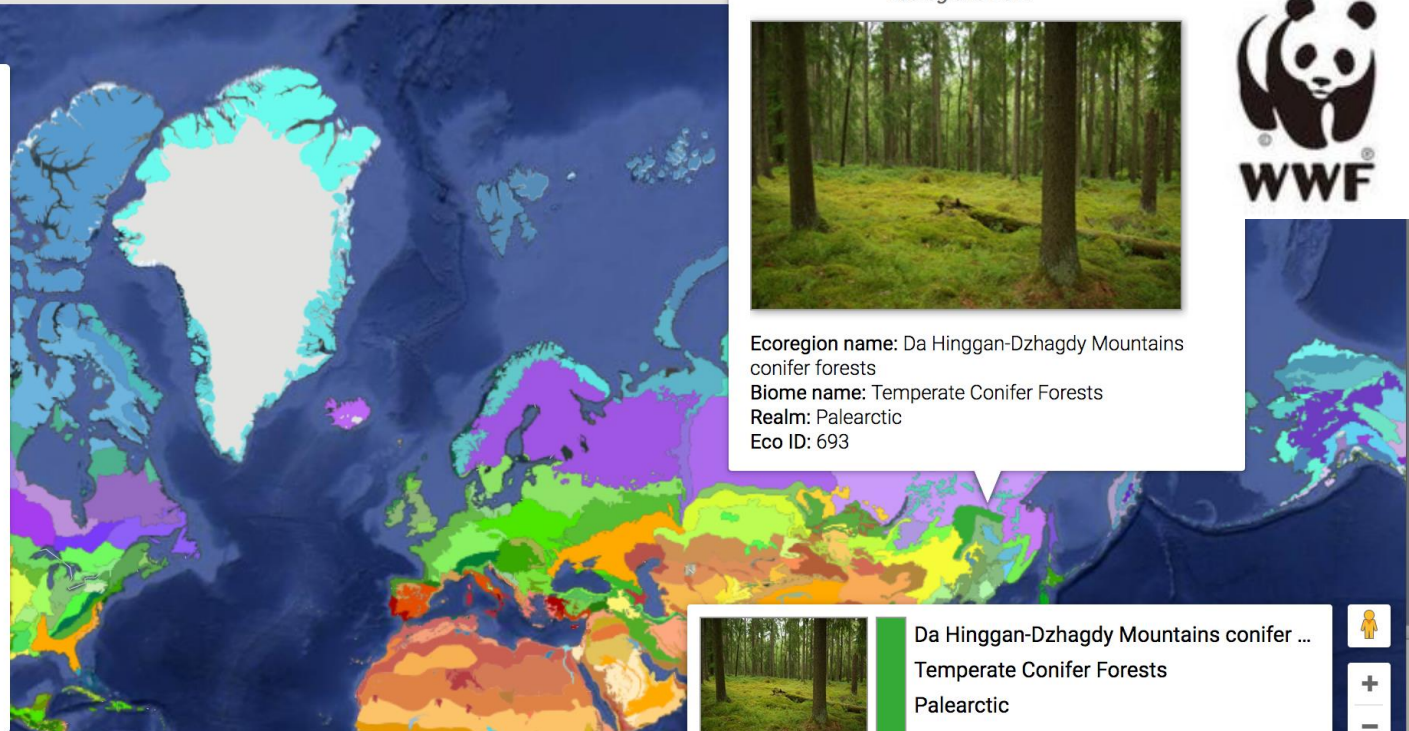 ©
®
WWF
Ecoregion name: Da Hinggan-Dzhagdy Mountains
conifer forests
Biome name: Temperate Conifer Forests
Realm: Palearctic
Eco ID: 693
Da Hinggan-Dzhagdy Mountains conifer ...
Temperate Conifer Forests
Palearctic
+
−